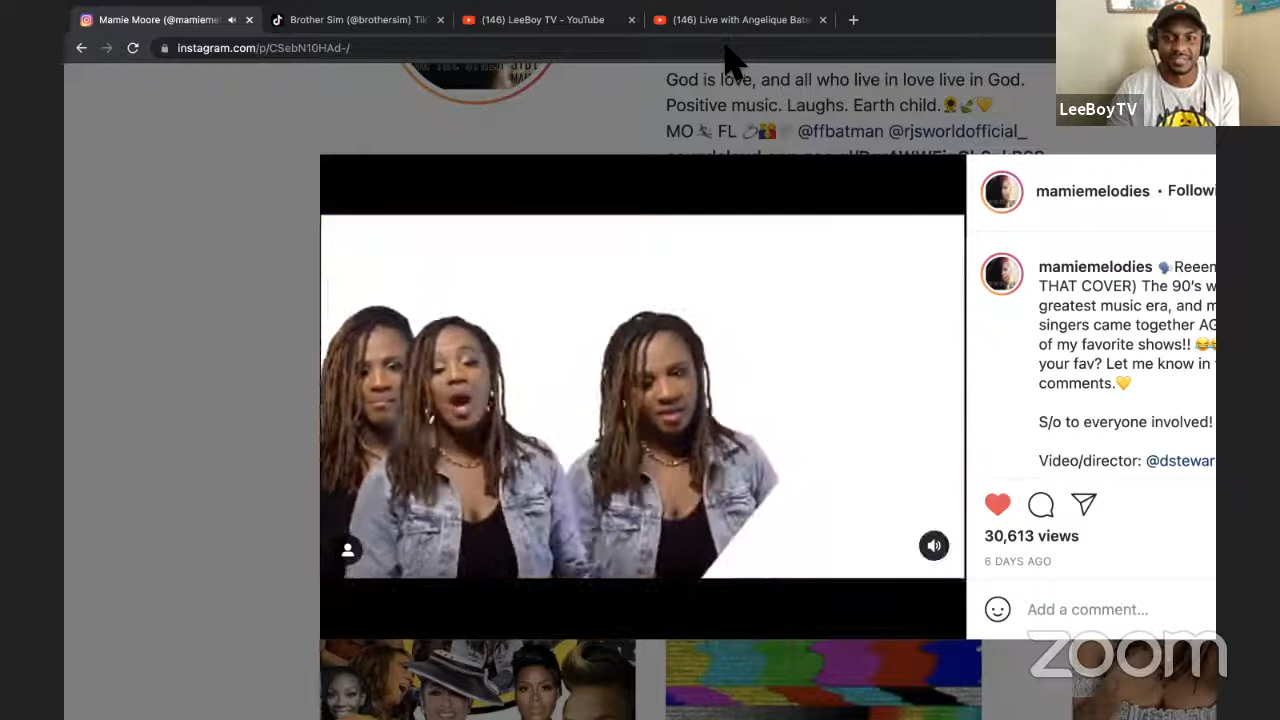 Mamie Moore (@mamiemel
Brother Sim (@brothersim) Tik
(146) LeeBoy TV - YouTube
(146) Live with Angelique Bate
instagram.com/p/CSebN10HAd-/
LeeBoyTV
God is love, and all who live in love live in God.
Positive music. Laughs. Earth child.🌻🌿💛
MO FL @ffbatman @rjsworldofficial_
mamiemelodies • Followi
mamiemelodies 🗣Reeen
THAT COVER) The 90's w
greatest music era, and m
singers came together AG
of my favorite shows!! 😂
your fav? Let me know in
comments.💛
S/o to everyone involved!
Video/director: @dstewar
30,613 views
6 DAYS AGO
Add a comment...
zoom